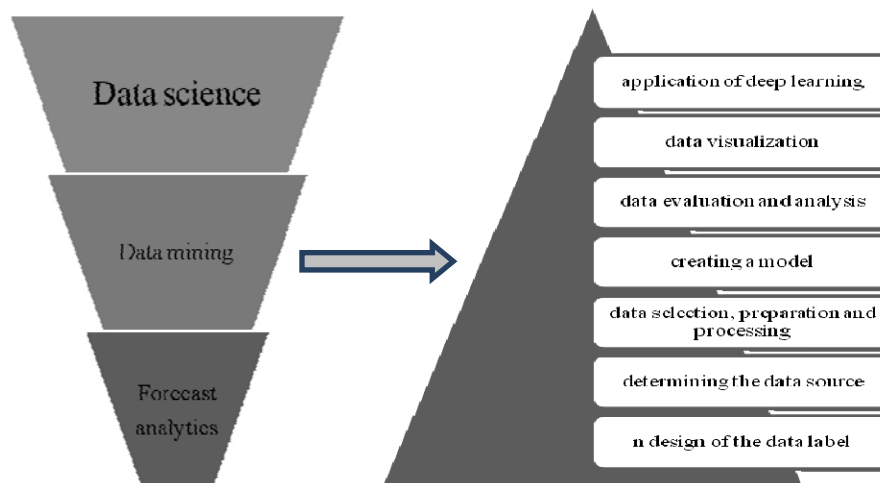 Data science
Data mining
Forecast
analytics
application of deep learning,
data visualization
data evaluation and analysis
creating a model
data selection, preparation and
processing
determining the data source
n design of the data label